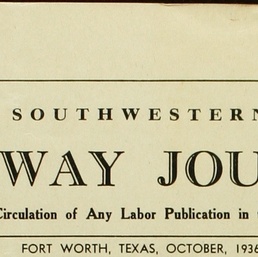 SOUTHWESTERN
WAY JOU
Circulation of Any Labor Publication in
FORT WORTH, TEXAS, OCTOBER, 1936